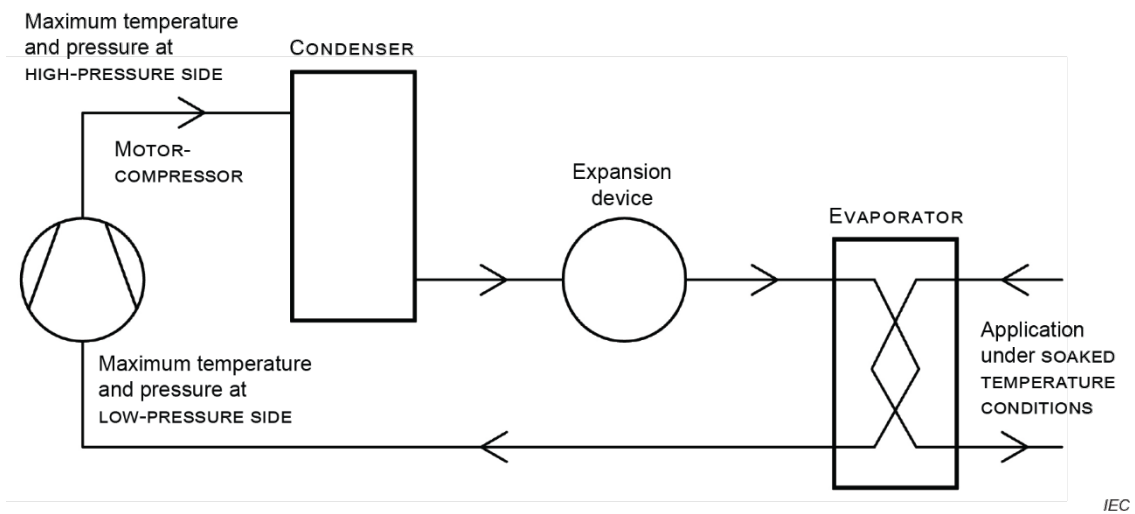 Maximum temperature
and pressure at
HIGH-PRESSURE SIDE
CONDENSER
MOTOR-
COMPRESSOR
Expansion
device
EVAPORATOR
Application
under SOAKED
TEMPERATURE
CONDITIONS
Maximum temperature
and pressure at
LOW-PRESSURE SIDE
IEC